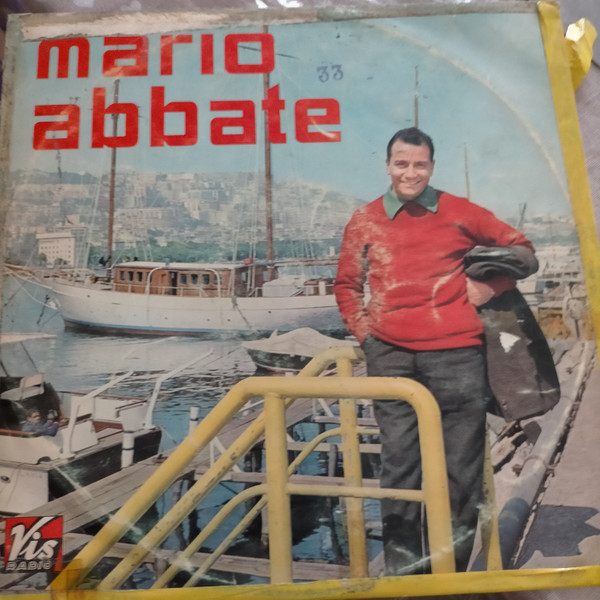 mario
33
abbate
Vis
RADIO